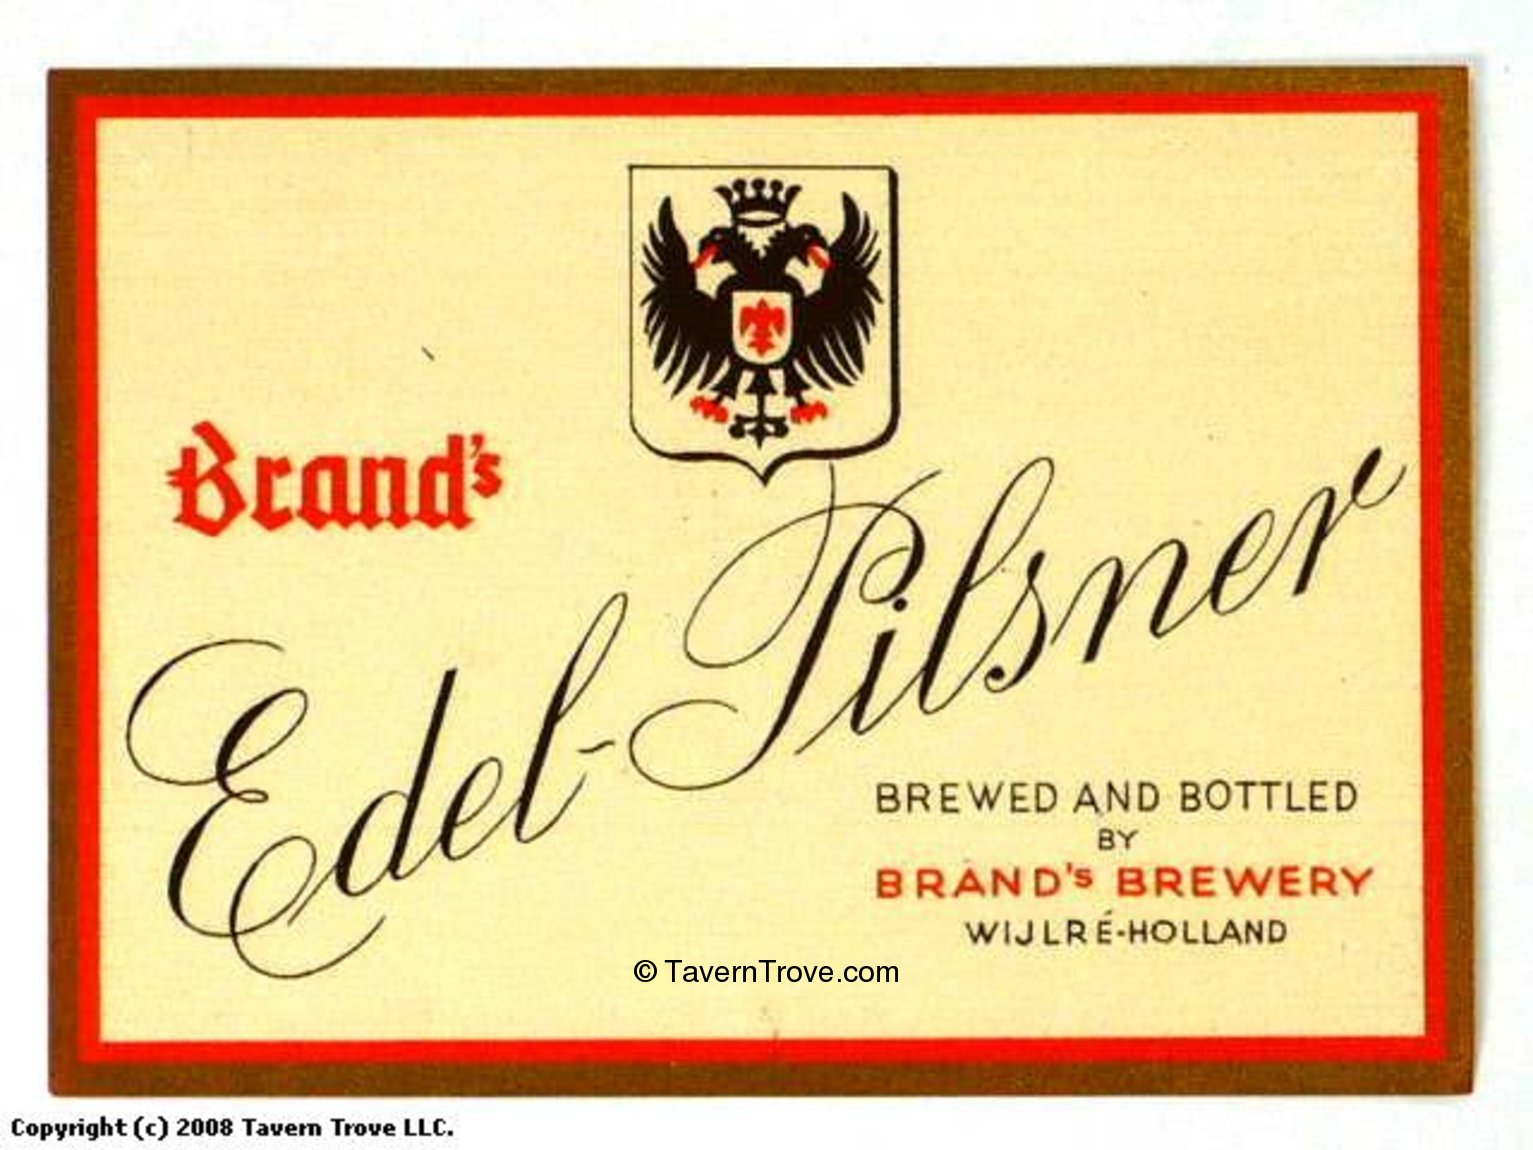 Brand's
Edel-Pilsner
BREWED AND BOTTLED
BY
BRAND's BREWERY
WIJLRÉ-HOLLAND
© TavernTrove.com
Copyright (c) 2008 Tavern Trove LLC.